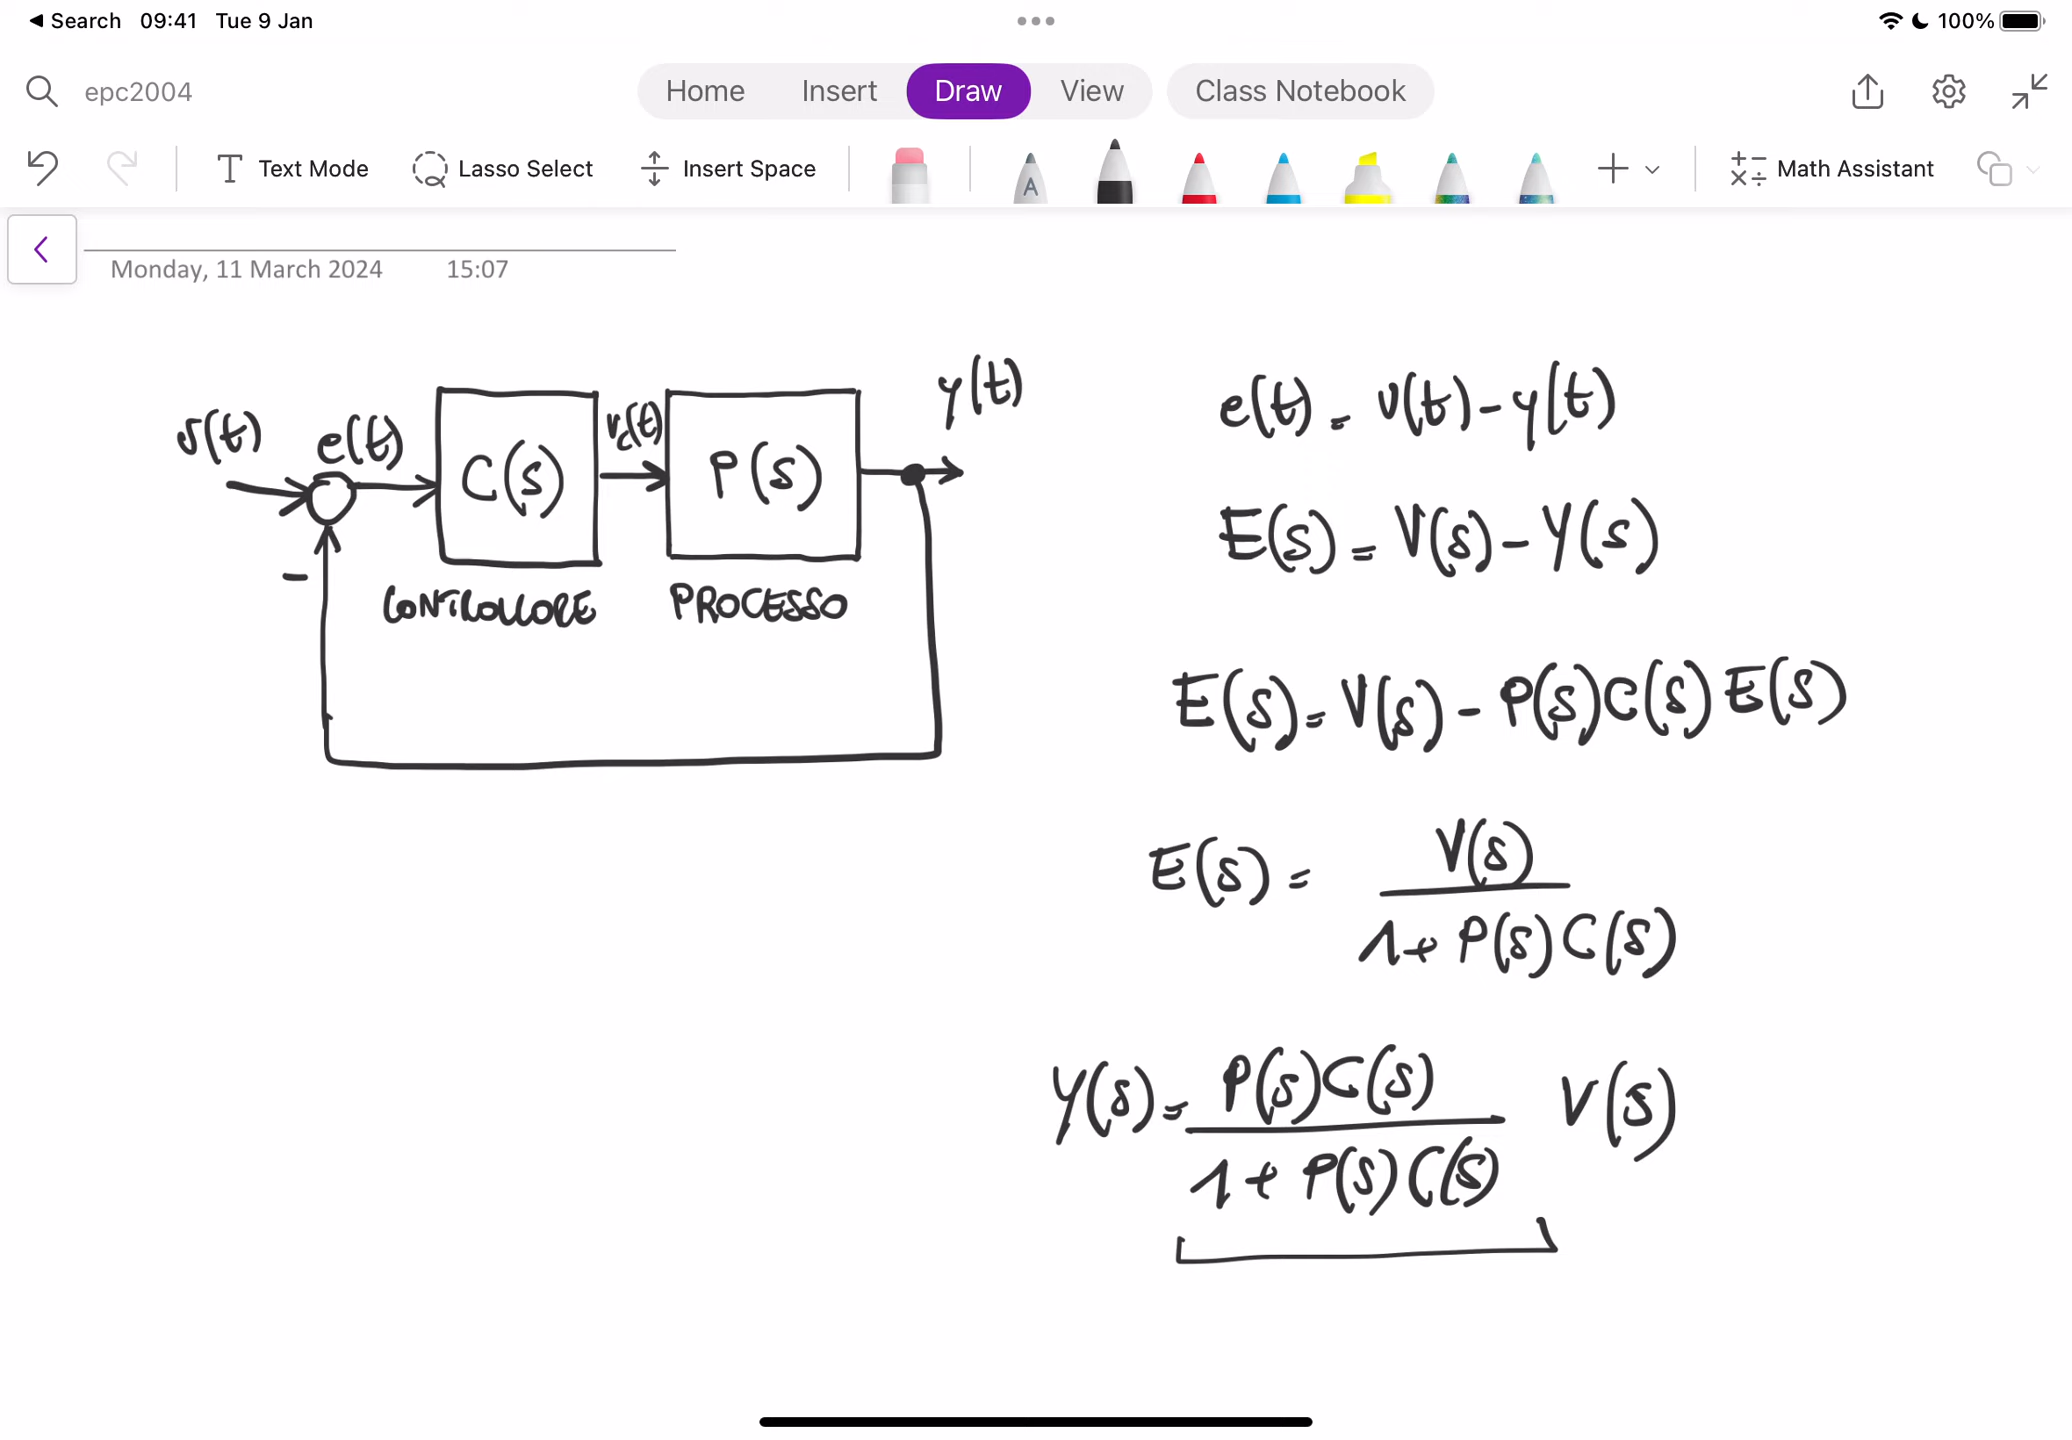 ◀ Search 09:41 Tue 9 Jan 100%
epc2004 Home Insert Draw View Class Notebook
Text Mode Lasso Select Insert Space A Math Assistant
Monday, 11 March 2024 15:07
v(t) e(t) C(s) v_c(t) P(s) y(t)
-
CONTROLLORE PROCESSO
e(t) = v(t) - y(t)
E(s) = V(s) - Y(s)
E(s) = V(s) - P(s)C(s)E(s)
E(s) = V(s)
1 + P(s)C(s)
Y(s) = P(s)C(s) V(s)
1 + P(s)C(s)